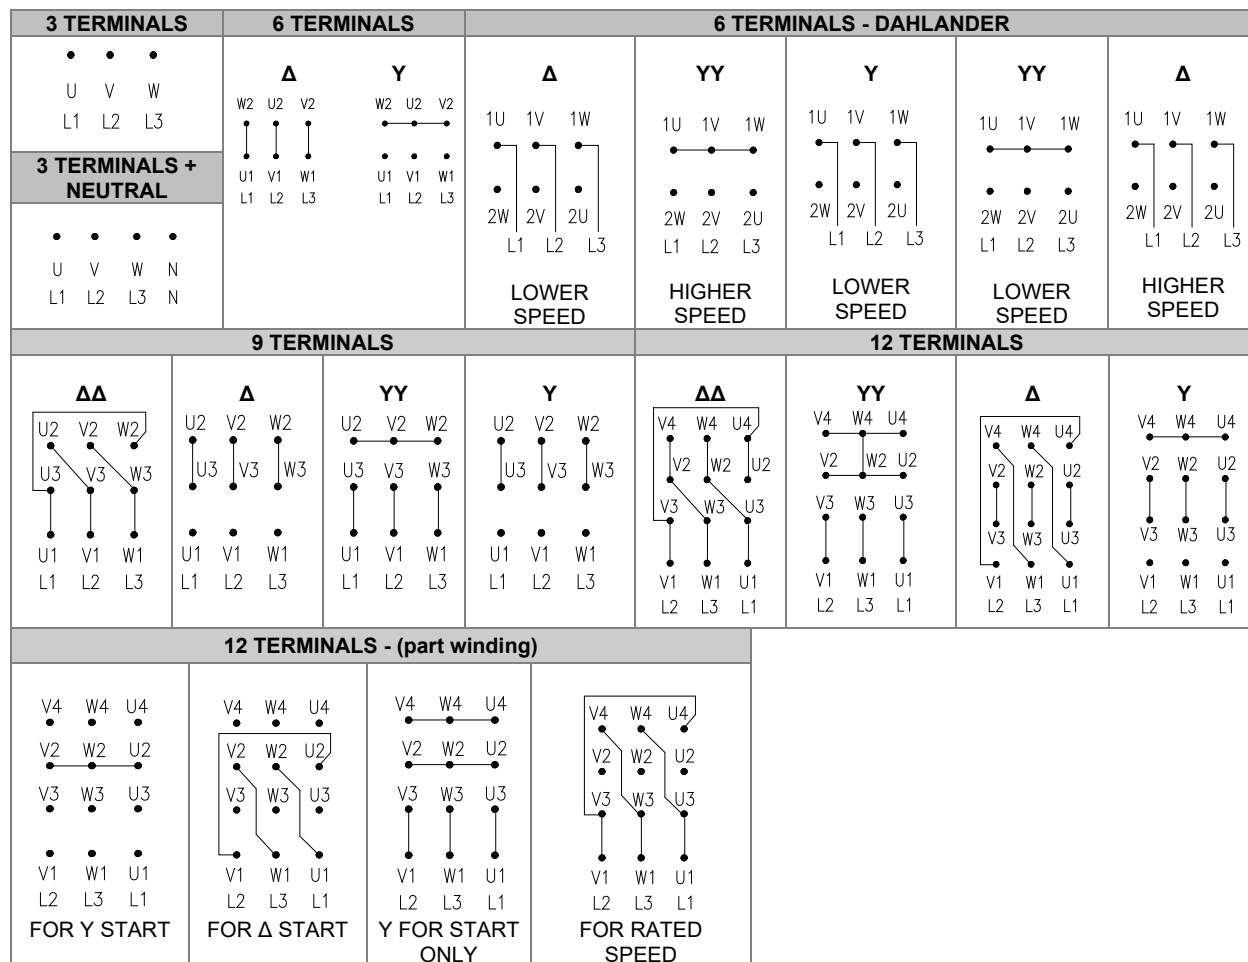 3 TERMINALS
U V W
L1 L2 L3
3 TERMINALS +
NEUTRAL
U V W N
L1 L2 L3 N
6 TERMINALS
Δ
W2 U2 V2
U1 V1 W1
L1 L2 L3
Y
W2 U2 V2
U1 V1 W1
L1 L2 L3
6 TERMINALS - DAHLANDER
Δ
1U 1V 1W
2W 2V 2U
L1 L2 L3
LOWER
SPEED
YY
1U 1V 1W
2W 2V 2U
L1 L2 L3
HIGHER
SPEED
Y
1U 1V 1W
2W 2V 2U
L1 L2 L3
LOWER
SPEED
YY
1U 1V 1W
2W 2V 2U
L1 L2 L3
LOWER
SPEED
Δ
1U 1V 1W
2W 2V 2U
L1 L2 L3
HIGHER
SPEED
9 TERMINALS
ΔΔ
U2 V2 W2
U3 V3 W3
U1 V1 W1
L1 L2 L3
Δ
U2 V2 W2
U3 V3 W3
U1 V1 W1
L1 L2 L3
YY
U2 V2 W2
U3 V3 W3
U1 V1 W1
L1 L2 L3
Y
U2 V2 W2
U3 V3 W3
U1 V1 W1
L1 L2 L3
12 TERMINALS
ΔΔ
V4 W4 U4
V2 W2 U2
V3 W3 U3
V1 W1 U1
L2 L3 L1
YY
V4 W4 U4
V2 W2 U2
V3 W3 U3
V1 W1 U1
L2 L3 L1
Δ
V4 W4 U4
V2 W2 U2
V3 W3 U3
V1 W1 U1
L2 L3 L1
Y
V4 W4 U4
V2 W2 U2
V3 W3 U3
V1 W1 U1
L2 L3 L1
12 TERMINALS - (part winding)
V4 W4 U4
V2 W2 U2
V3 W3 U3
V1 W1 U1
L2 L3 L1
FOR Y START
V4 W4 U4
V2 W2 U2
V3 W3 U3
V1 W1 U1
L2 L3 L1
FOR Δ START
V4 W4 U4
V2 W2 U2
V3 W3 U3
V1 W1 U1
L2 L3 L1
Y FOR START
ONLY
V4 W4 U4
V2 W2 U2
V3 W3 U3
V1 W1 U1
L2 L3 L1
FOR RATED
SPEED